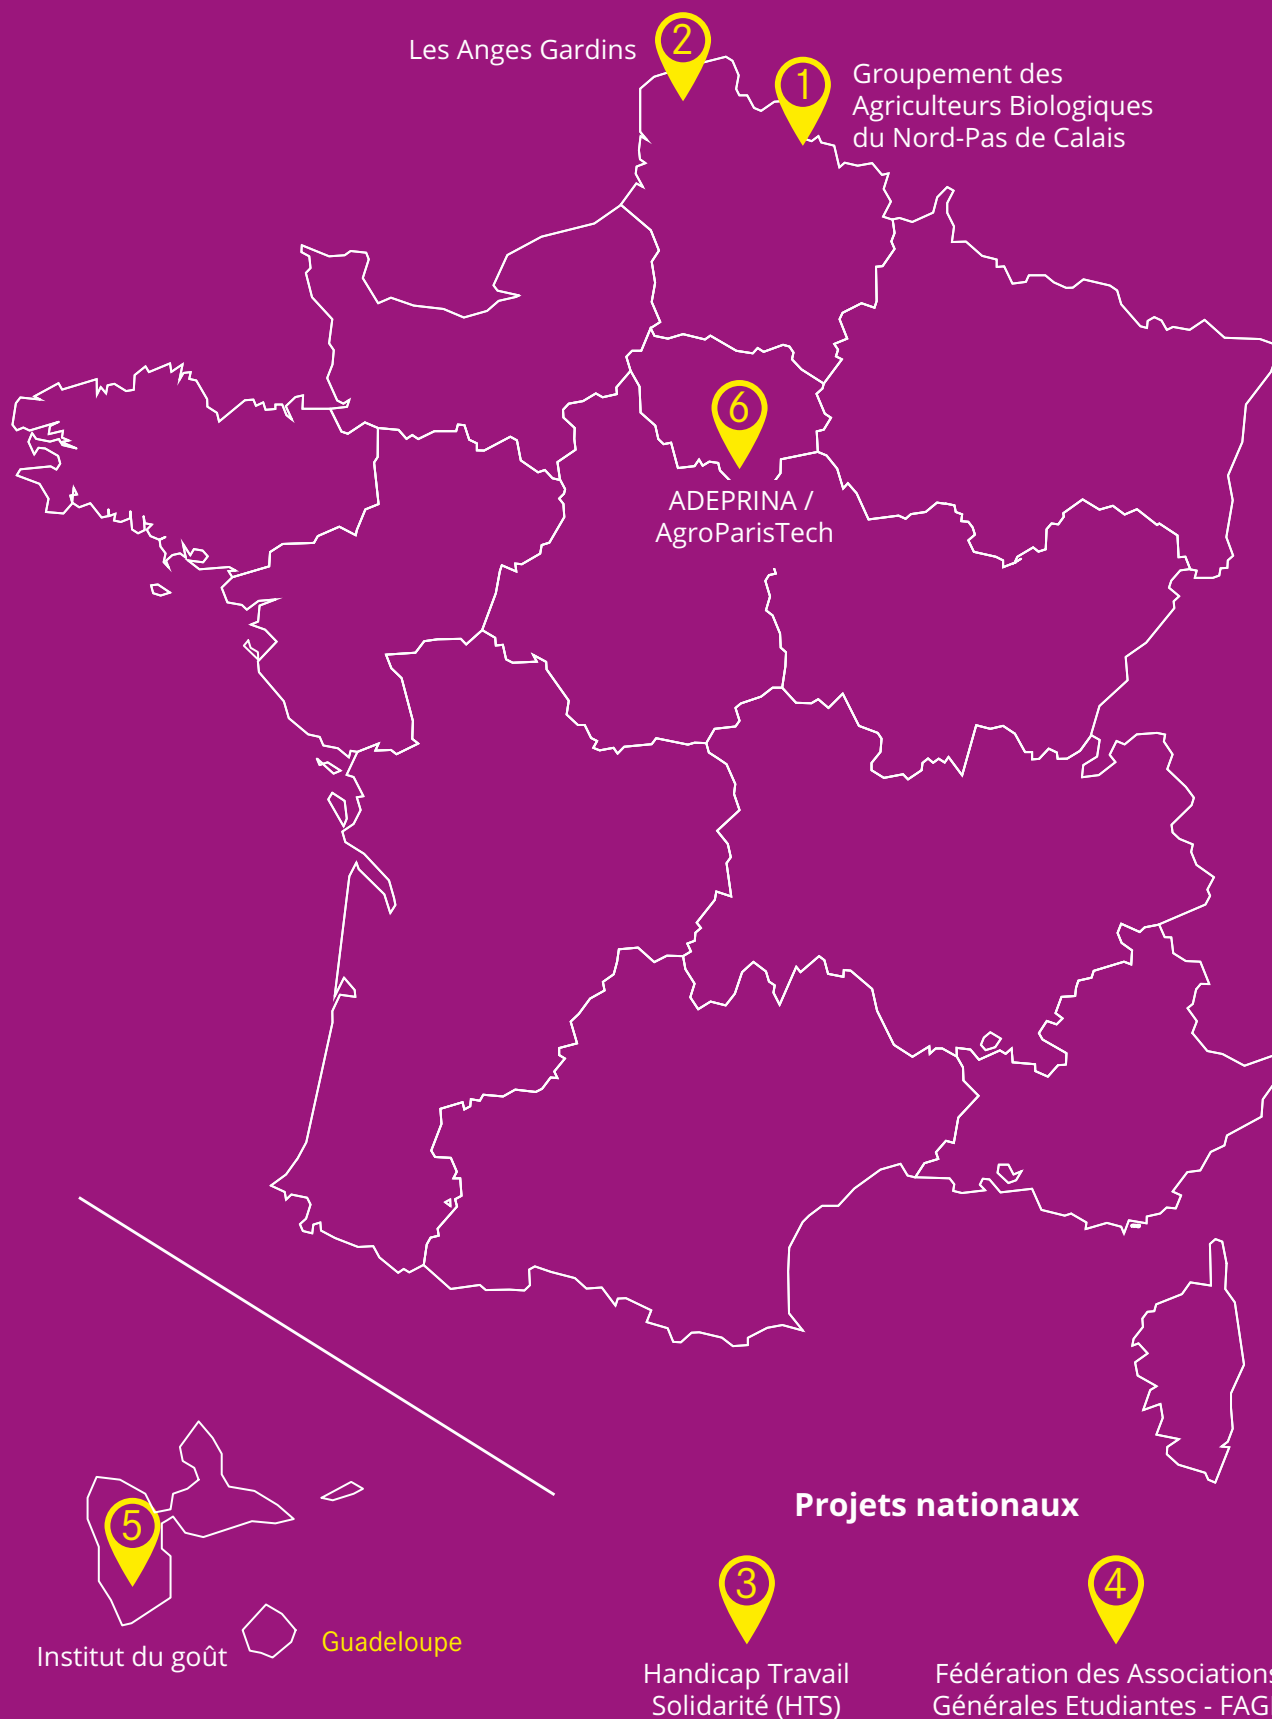 Les Anges Gardins
2
1
Groupement des
Agriculteurs Biologiques
du Nord-Pas de Calais
6
ADEPRINA /
AgroParisTech
5
Institut du goût
Guadeloupe
Projets nationaux
3
Handicap Travail
Solidarité (HTS)
4
Fédération des Associations
Générales Etudiantes -